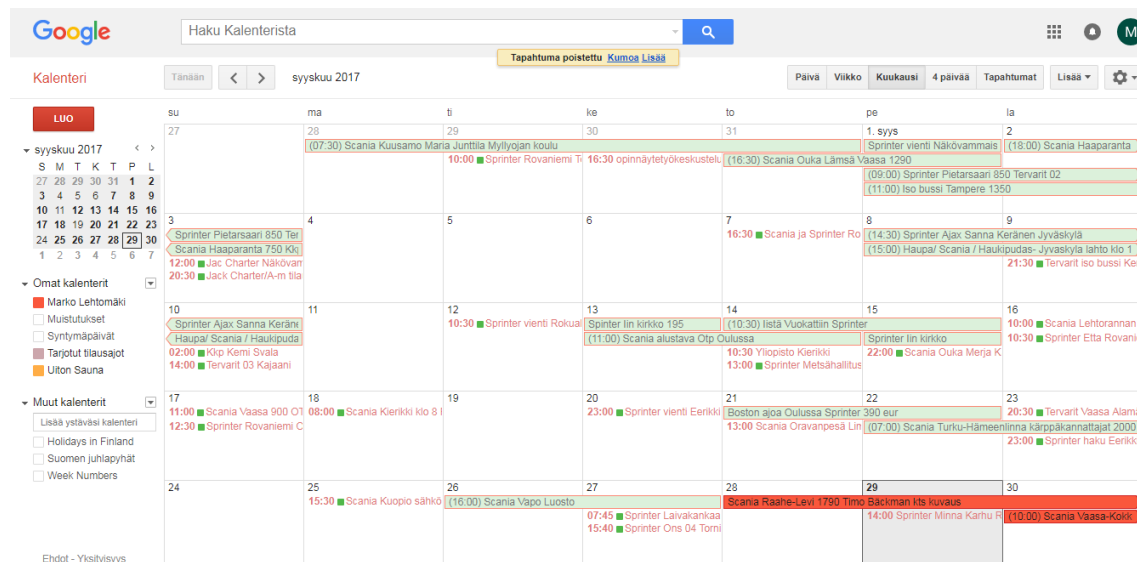 Google
Haku Kalenterista
M
Tapahtuma poistettu Kumoa Lisää
Kalenteri
Tänään
syyskuu 2017
Päivä Viikko Kuukausi 4 päivää Tapahtumat Lisää
LUO
syyskuu 2017
S M T K T P L
27 28 29 30 31 1 2
3 4 5 6 7 8 9
10 11 12 13 14 15 16
17 18 19 20 21 22 23
24 25 26 27 28 29 30
1 2 3 4 5 6 7
Omat kalenterit
Marko Lehtomäki
Muistutukset
Syntymäpäivät
Tarjotut tilausajot
Uiton Sauna
Muut kalenterit
Lisää ystäväsi kalenteri
Holidays in Finland
Suomen juhlapyhät
Week Numbers
Ehdot - Yksityisyys
su ma ti ke to pe la
27 28 29 30 31 1. syys 2
(07:30) Scania Kuusamo Maria Junttila Myllyojan koulu
Sprinter vienti Näkövammais
(18:00) Scania Haaparanta
10:00 Sprinter Rovaniemi
16:30 opinnäytetyökeskustelu
(16:30) Scania Ouka Lämsä Vaasa 1290
(09:00) Sprinter Pietarsaari 850 Tervarit 02
(11:00) Iso bussi Tampere 1350
3 4 5 6 7 8 9
Sprinter Pietarsaari 850 Ter
16:30 Scania ja Sprinter Ro
(14:30) Sprinter Ajax Sanna Keränen Jyväskylä
Scania Haaparanta 750 Kkp
(15:00) Haupa/ Scania / Haukipudas- Jyvaskyla lahto klo 1
12:00 Jac Charter Näkövam
21:30 Tervarit iso bussi Ke
20:30 Jack Charter/A-m tila
10 11 12 13 14 15 16
Sprinter Ajax Sanna Keräne
10:30 Sprinter vienti Rokua
Spinter Iin kirkko 195
(10:30) Iistä Vuokattiin Sprinter
10:00 Scania Lehtorannan
Haupa/ Scania / Haukipuda
(11:00) Scania alustava Otp Oulussa
Sprinter Iin kirkko
10:30 Sprinter Etta Rovani
02:00 Kkp Kemi Svala
10:30 Yliopisto Kierikki
22:00 Scania Ouka Merja K
14:00 Tervarit 03 Kajaani
13:00 Sprinter Metsähallitus
17 18 19 20 21 22 23
11:00 Scania Vaasa 900 OT
08:00 Scania Kierikki klo 8
23:00 Sprinter vienti Eerikki
Boston ajoa Oulussa Sprinter 390 eur
20:30 Tervarit Vaasa Alam
12:30 Sprinter Rovaniemi O
13:00 Scania Oravanpesä Lim
(07:00) Scania Turku-Hämeenlinna kärppäkannattajat 2000
23:00 Sprinter haku Eerikk
24 25 26 27 28 29 30
15:30 Scania Kuopio sähkö
(16:00) Scania Vapo Luosto
Scania Raahe-Levi 1790 Timo Bäckman kts kuvaus
07:45 Sprinter Laivakankaa
14:00 Sprinter Minna Karhu R
(10:00) Scania Vaasa-Kokk
15:40 Sprinter Ons 04 Torni